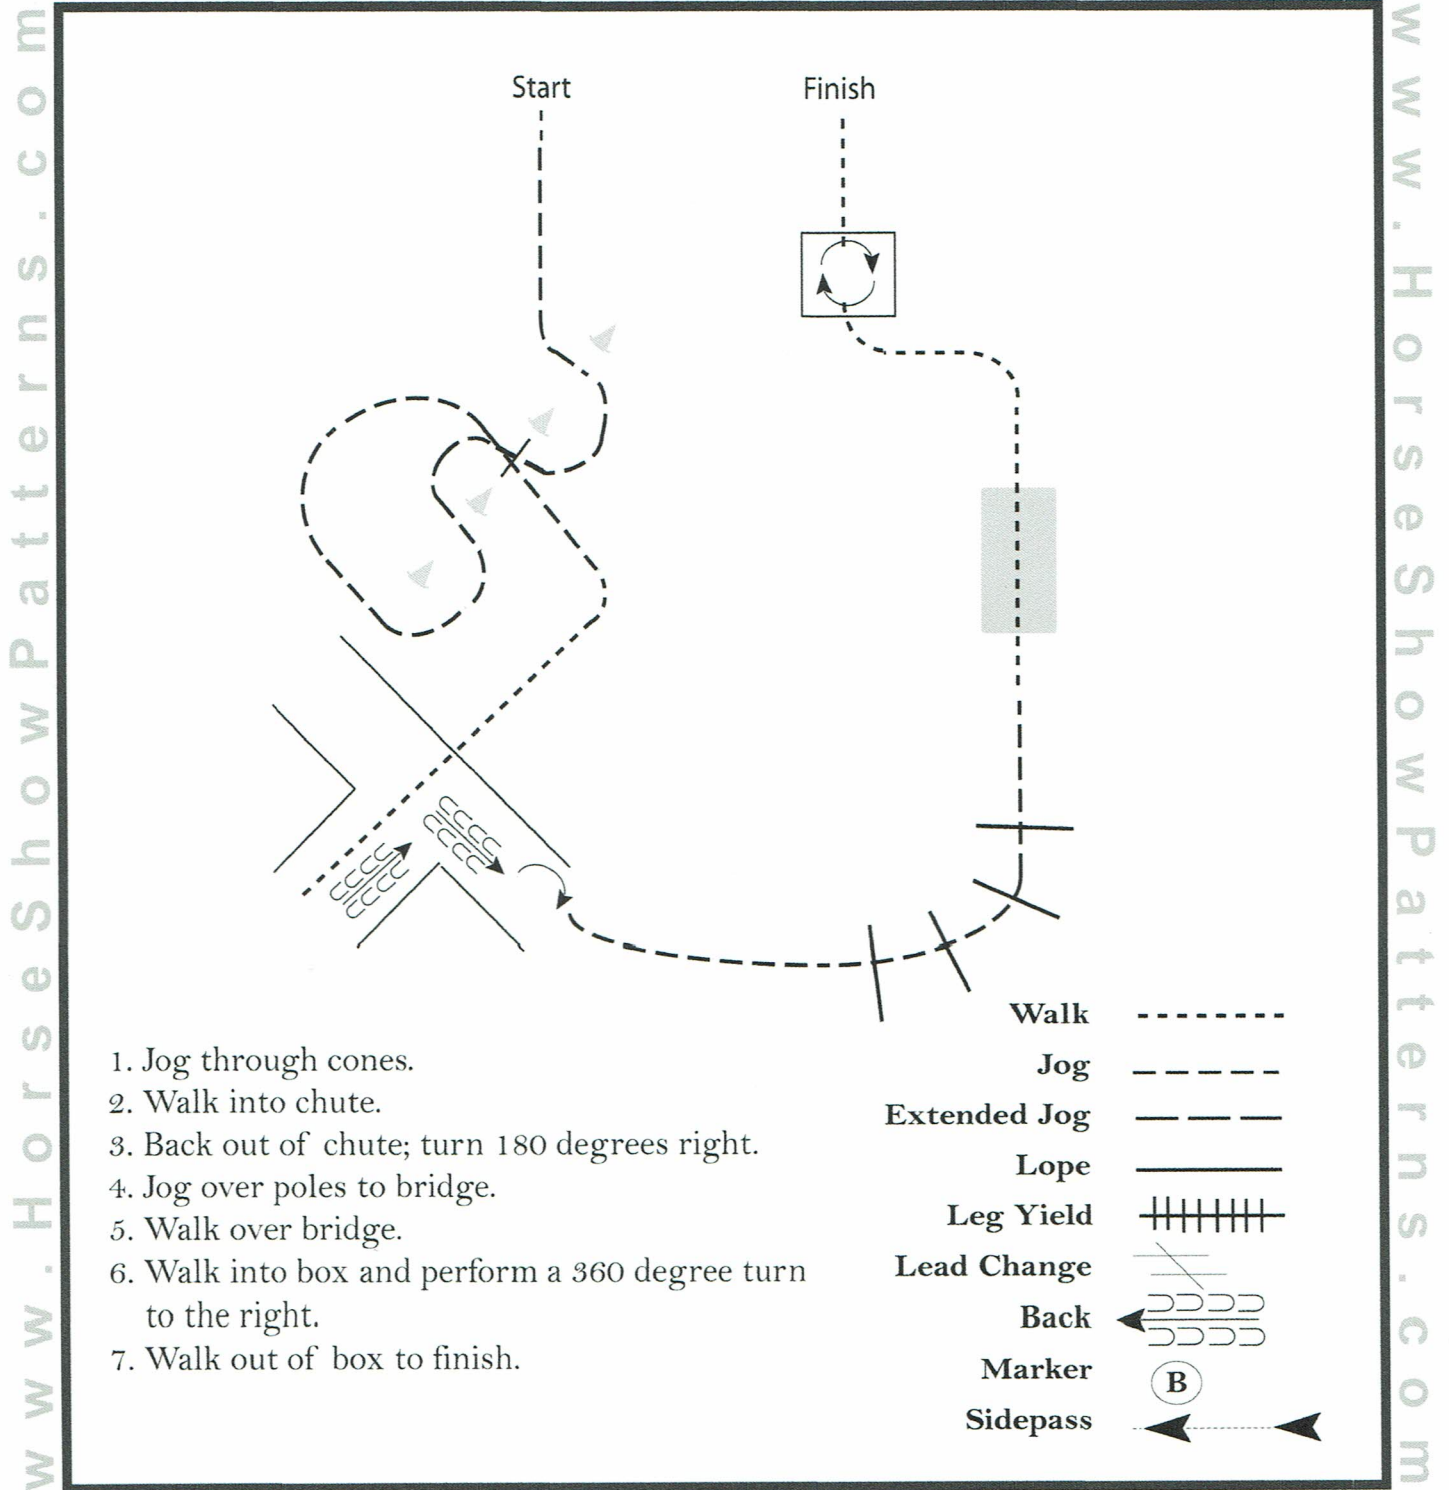 www.HorseShowPatterns.com
Start
Finish
1. Jog through cones.
2. Walk into chute.
3. Back out of chute; turn 180 degrees right.
4. Jog over poles to bridge.
5. Walk over bridge.
6. Walk into box and perform a 360 degree turn
to the right.
7. Walk out of box to finish.
Walk
Jog
Extended Jog
Lope
Leg Yield
Lead Change
Back
Marker
B
Sidepass
www.HorseShowPatterns.com